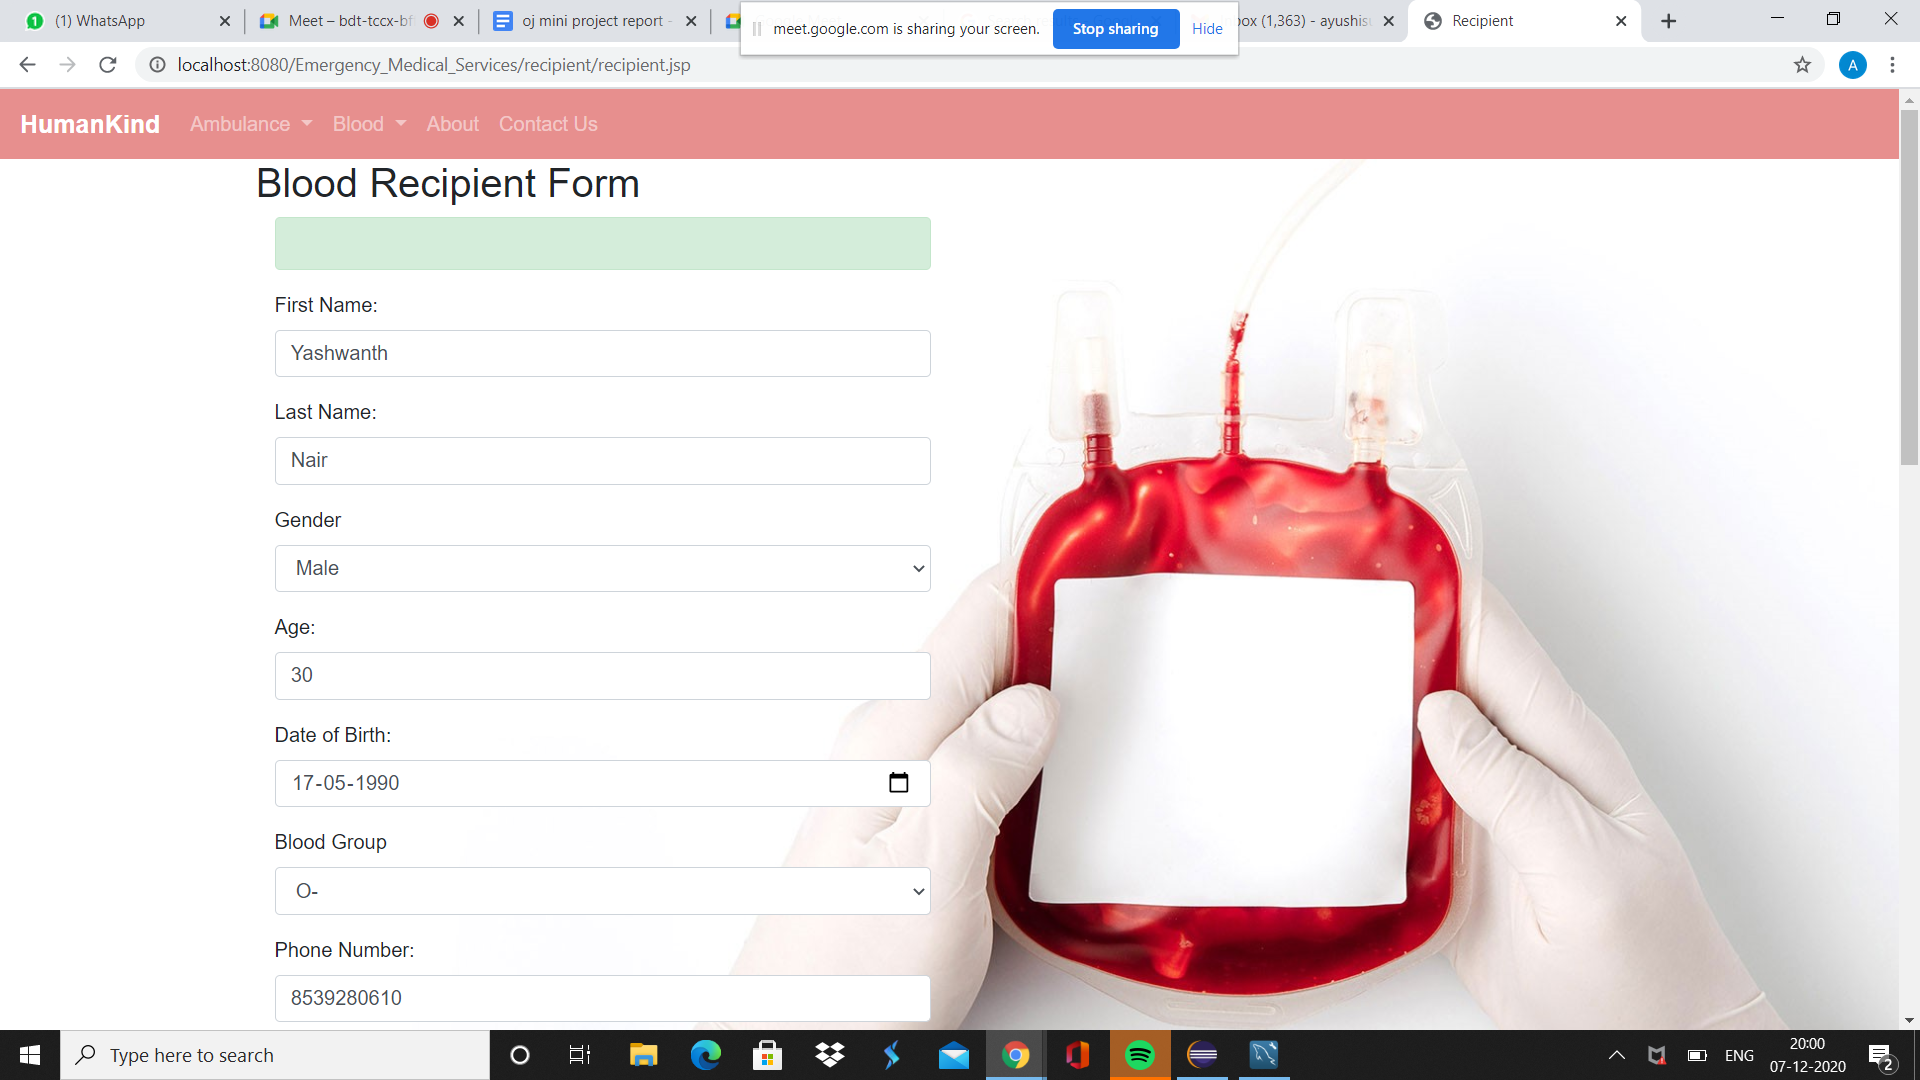 (1) WhatsApp
Meet – bdt-tccx-bf
oj mini project report -
box (1,363) - ayushis
Recipient
meet.google.com is sharing your screen.
Stop sharing
Hide
localhost:8080/Emergency_Medical_Services/recipient/recipient.jsp
A
HumanKind
Ambulance
Blood
About
Contact Us
Blood Recipient Form
First Name:
Yashwanth
Last Name:
Nair
Gender
Male
Age:
30
Date of Birth:
17-05-1990
Blood Group
O-
Phone Number:
8539280610
Type here to search
ENG
20:00
07-12-2020
2